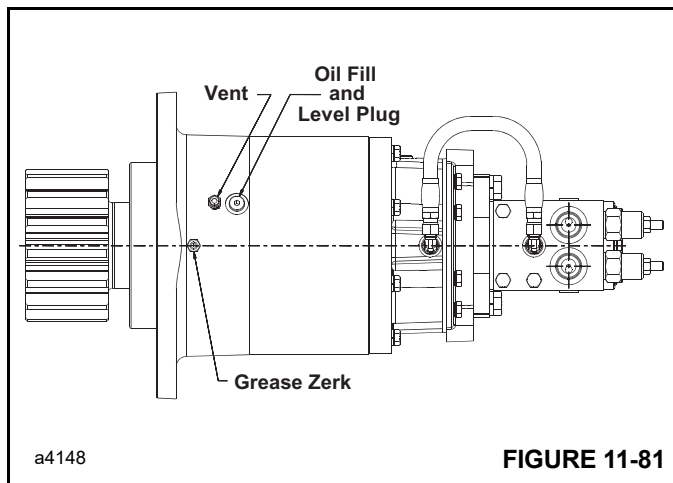 Oil Fill
and
Level Plug
Vent
Grease Zerk
a4148
FIGURE 11-81